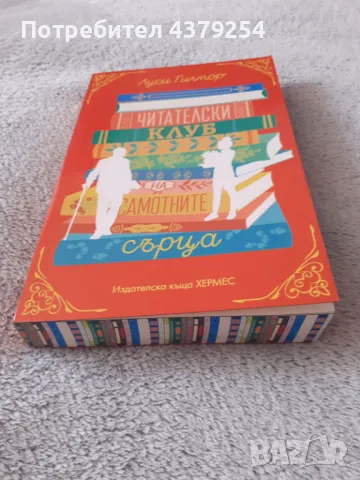 Потребител 4379254
Луси Гилмор
ЧИТАТЕЛСКИ
КЛУБ
НА
САМОТНИТЕ
сърца
Издателска къща ХЕРМЕС
BAZAR